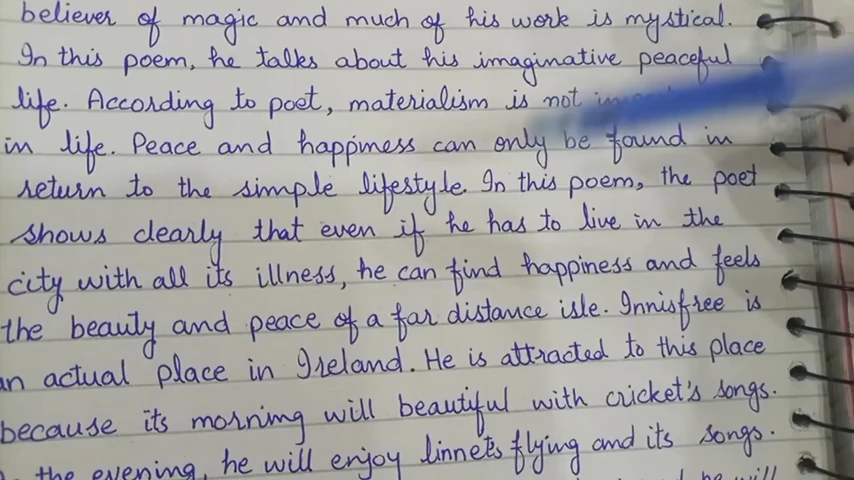 believer of magic and much of his work is mystical.
In this poem, he talks about his imaginative peaceful
life. According to poet, materialism is not
in life. Peace and happiness can only be found in
return to the simple lifestyle. In this poem, the poet
shows clearly that even if he has to live in the
city with all its illness, he can find happiness and feels
the beauty and peace of a far distance isle. Innisfree is
an actual place in Ireland. He is attracted to this place
because its morning will beautiful with cricket's songs.
the evening, he will enjoy linnets flying and its songs.
he will